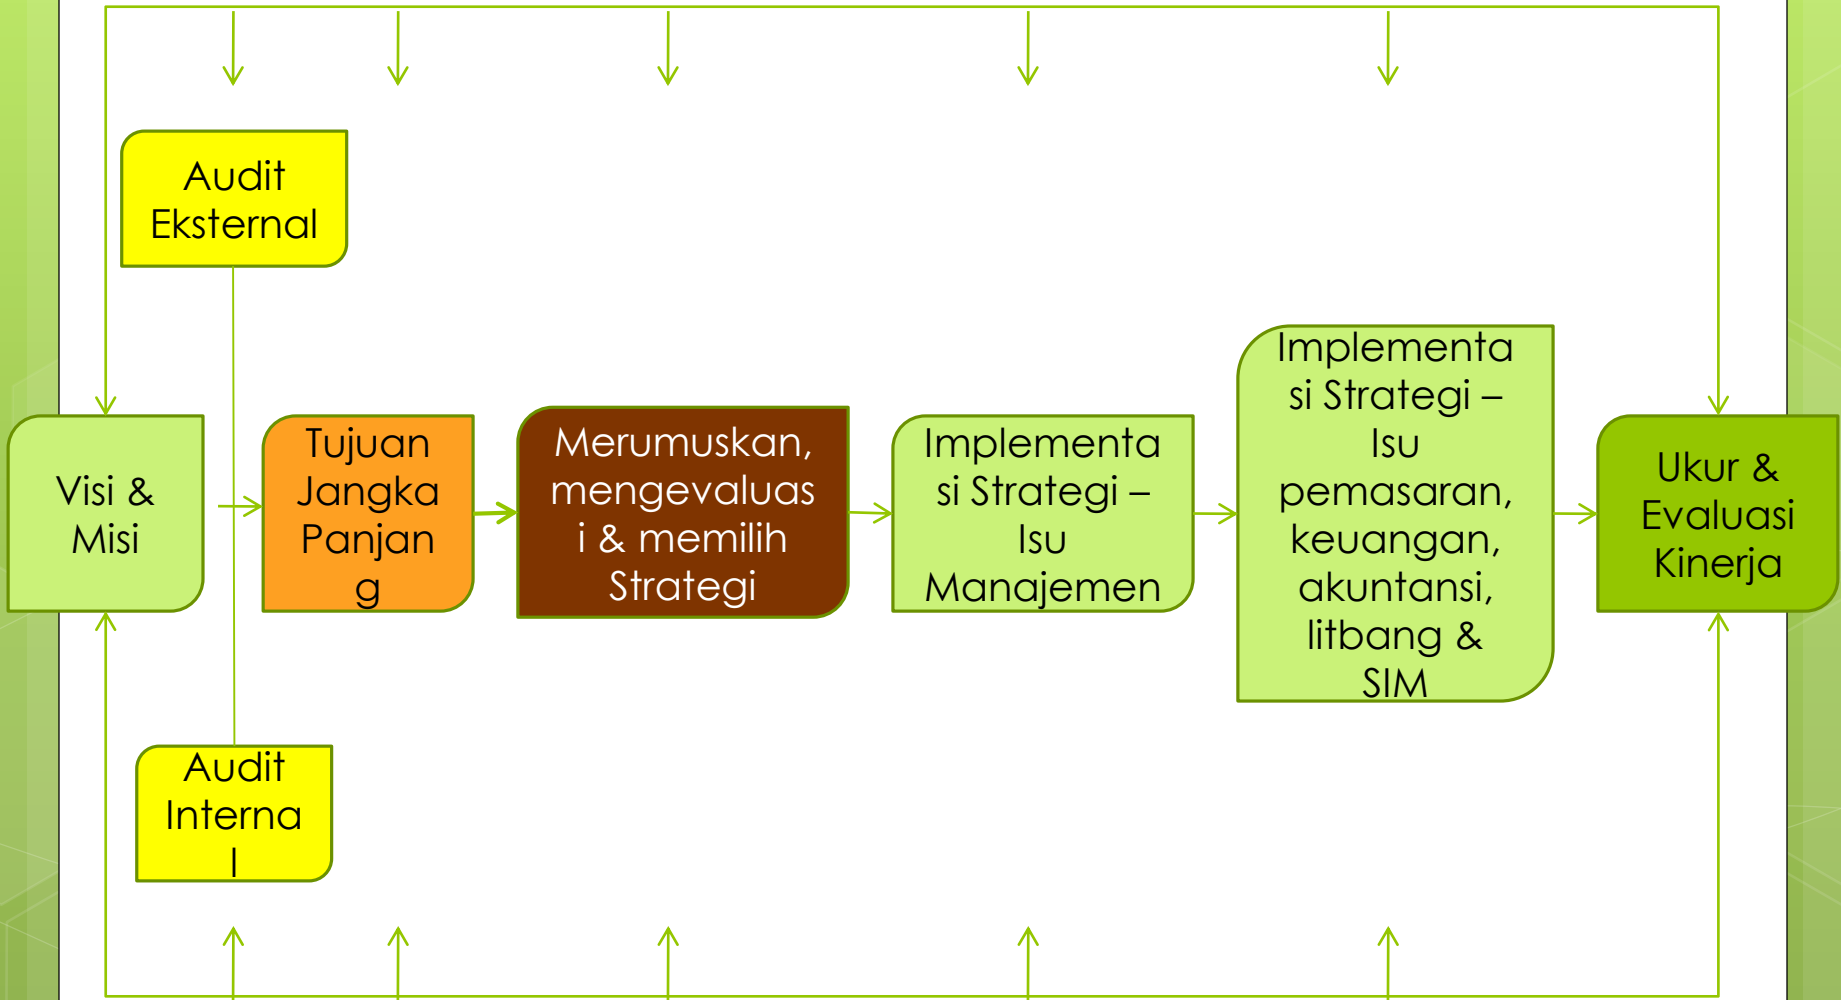 Audit
Eksternal
Visi &
Misi
Tujuan
Jangka
Panjan
g
Merumuskan,
mengevaluas
i & memilih
Strategi
Implementa
si Strategi –
Isu
Manajemen
Implementa
si Strategi –
Isu
pemasaran,
keuangan,
akuntansi,
litbang &
SIM
Ukur &
Evaluasi
Kinerja
Audit
Interna
l